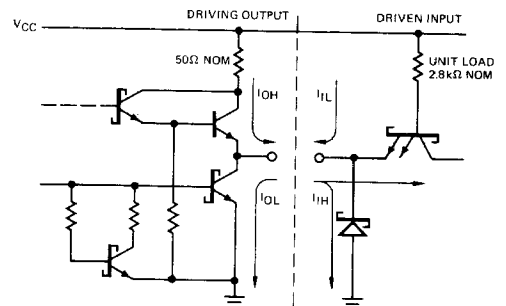 DRIVING OUTPUT
DRIVEN INPUT
VCC
50Ω NOM
UNIT LOAD
2.8kΩ NOM
IOH
IIL
IOL
IIH